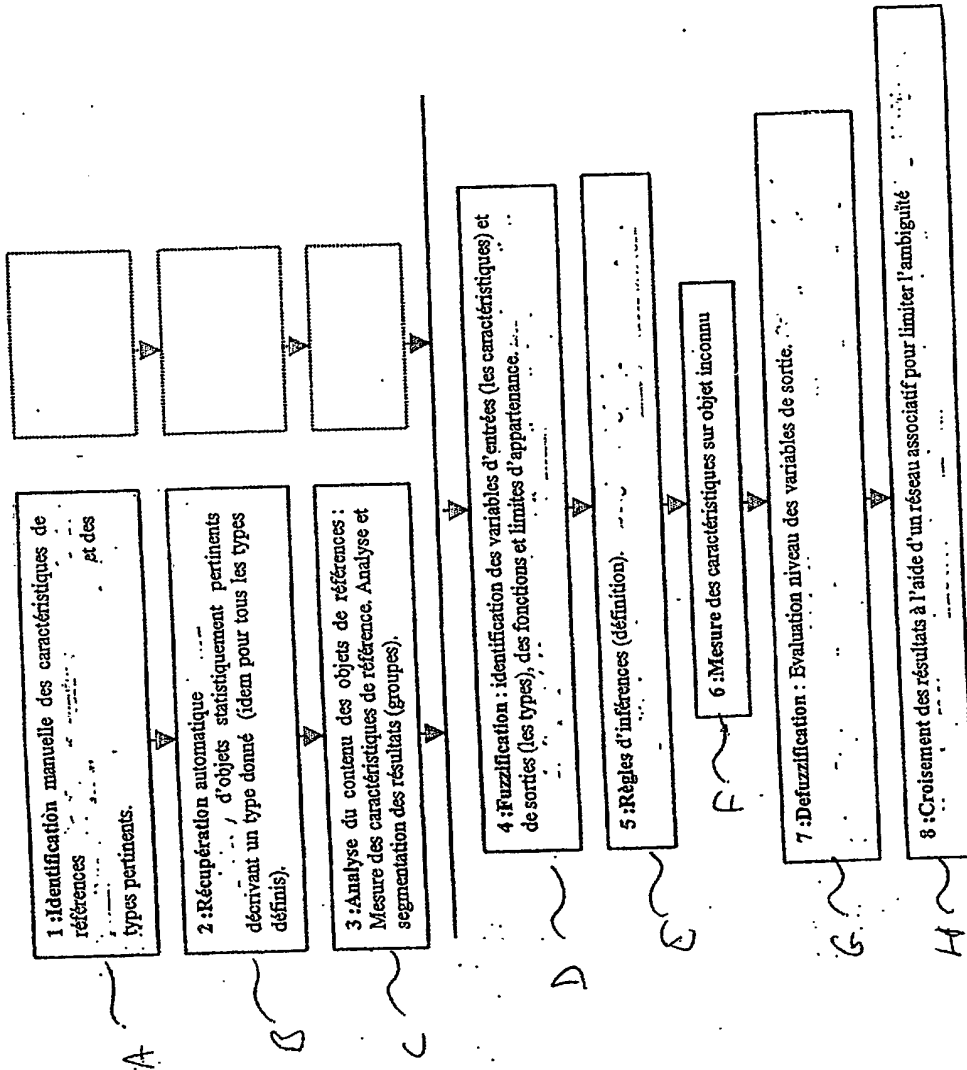 1 :Identification manuelle des caractéristiques de
références
et des
types pertinents.
A
2 :Récupération automatique
, d'objets statistiquement pertinents
décrivant un type donné (idem pour tous les types
définis).
B
3 :Analyse du contenu des objets de références :
Mesure des caractéristiques de référence. Analyse et
segmentation des résultats (groupes).
C
4 :Fuzzification : identification des variables d'entrées (les caractéristiques) et
de sorties (les types), des fonctions et limites d'appartenance.
D
5 :Règles d'inférences (définition).
E
6 :Mesure des caractéristiques sur objet inconnu
F
7 :Defuzzification : Evaluation niveau des variables de sortie.
G
8 :Croisement des résultats à l'aide d'un réseau associatif pour limiter l'ambiguïté
H